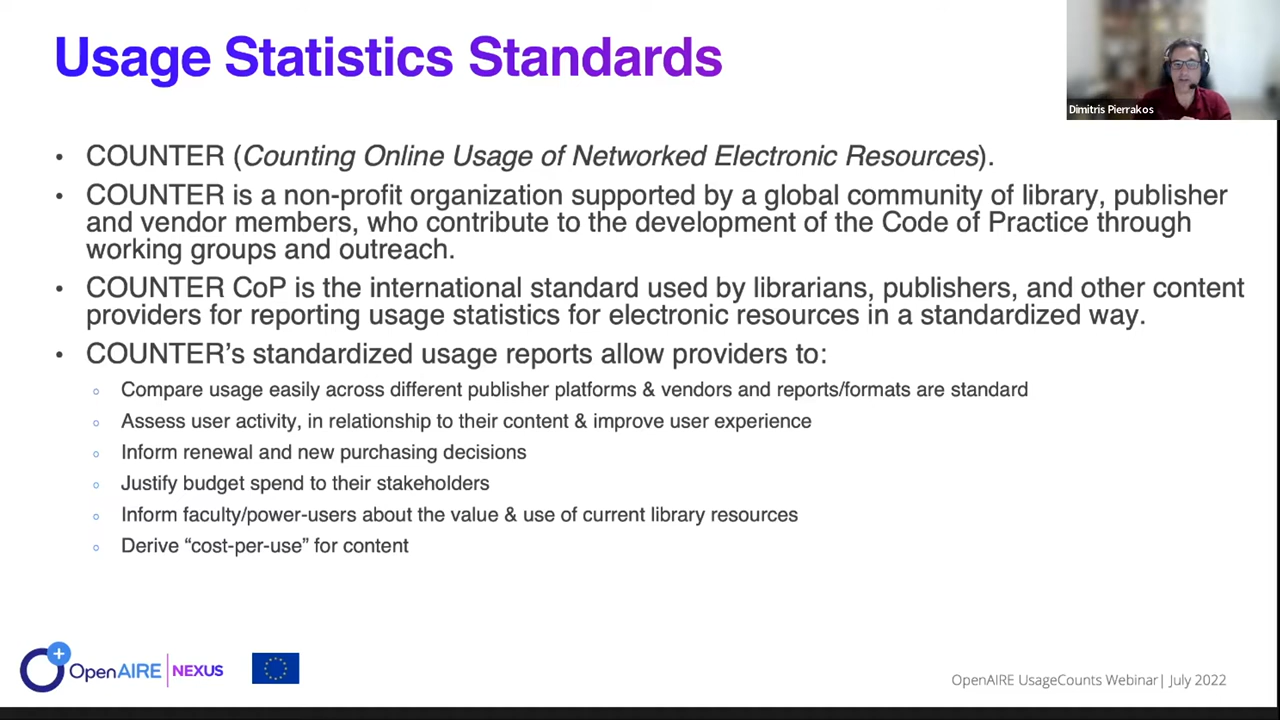 Usage Statistics Standards
Dimitris Pierrakos
• COUNTER (Counting Online Usage of Networked Electronic Resources).
• COUNTER is a non-profit organization supported by a global community of library, publisher
and vendor members, who contribute to the development of the Code of Practice through
working groups and outreach.
• COUNTER CoP is the international standard used by librarians, publishers, and other content
providers for reporting usage statistics for electronic resources in a standardized way.
• COUNTER’s standardized usage reports allow providers to:
◦ Compare usage easily across different publisher platforms & vendors and reports/formats are standard
◦ Assess user activity, in relationship to their content & improve user experience
◦ Inform renewal and new purchasing decisions
◦ Justify budget spend to their stakeholders
◦ Inform faculty/power-users about the value & use of current library resources
◦ Derive “cost-per-use” for content
OpenAIRE | NEXUS
OpenAIRE UsageCounts Webinar| July 2022